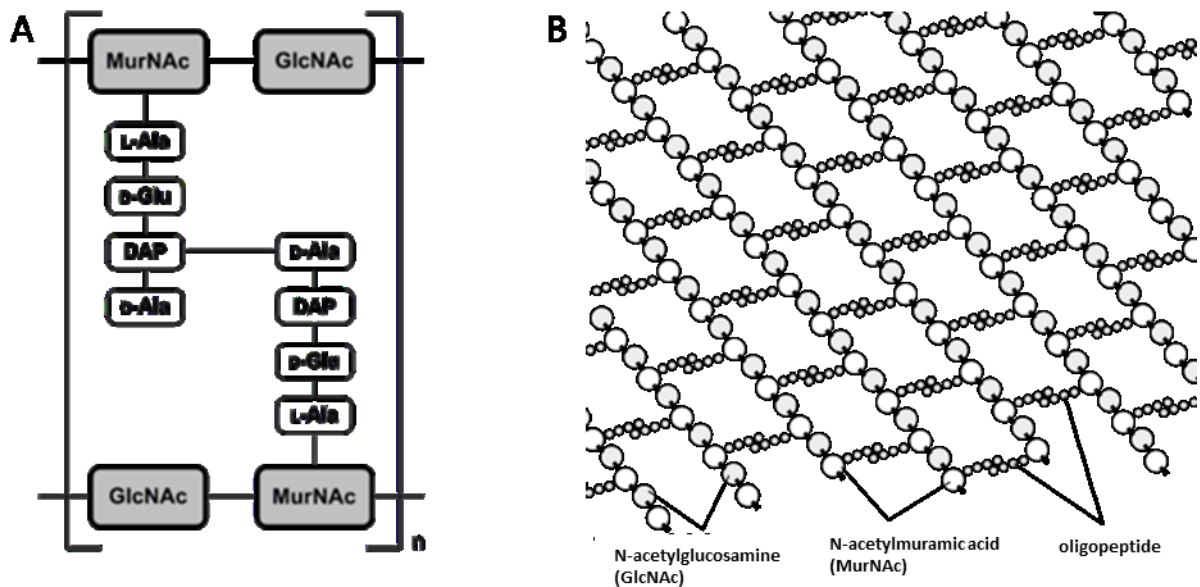 A
MurNAc GlcNAc
L-Ala
D-Glu
DAP D-Ala
D-Ala DAP
D-Glu
L-Ala
GlcNAc MurNAc
n
B
N-acetylglucosamine
(GlcNAc)
N-acetylmuramic acid
(MurNAc)
oligopeptide